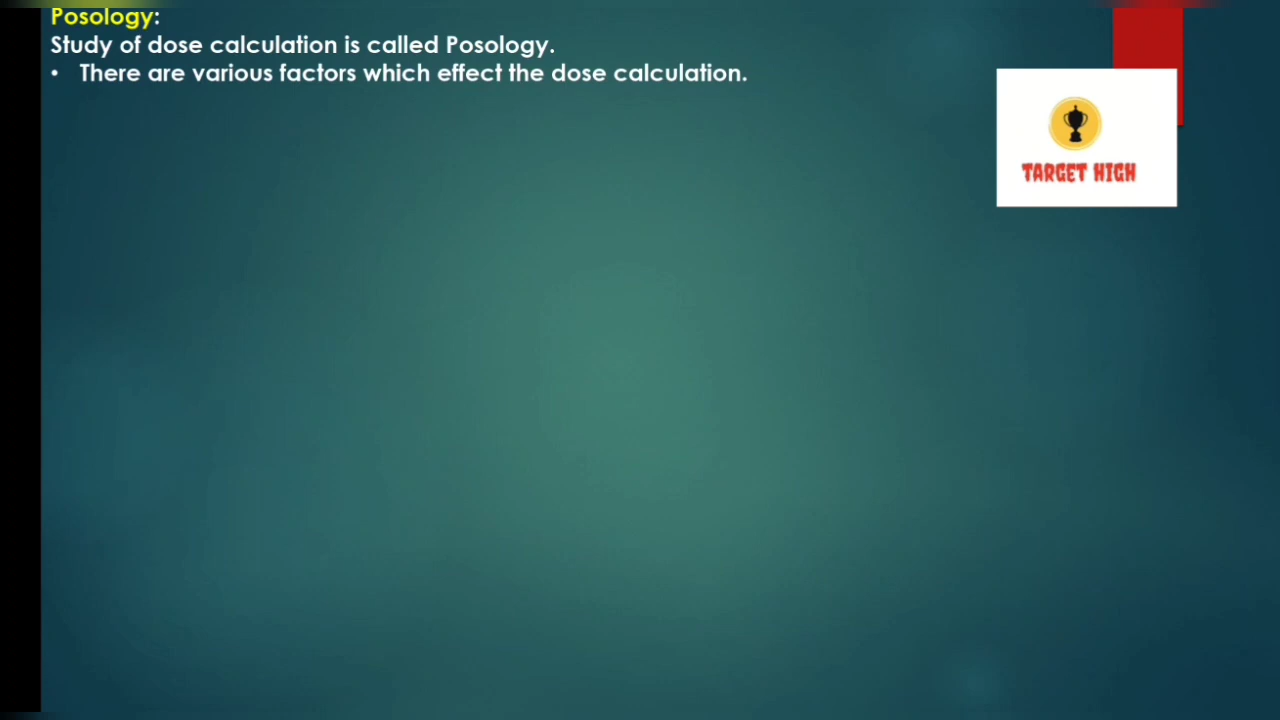 Posology:
Study of dose calculation is called Posology.
• There are various factors which effect the dose calculation.
TARGET HIGH